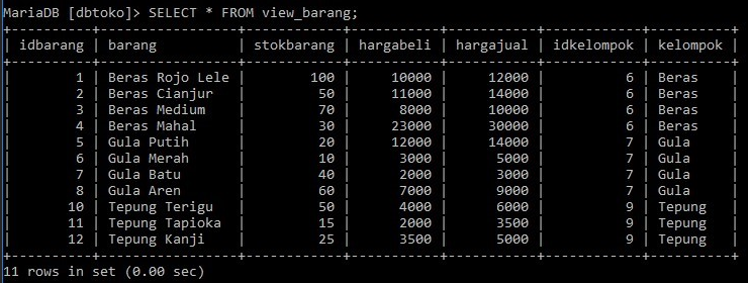 MariaDB [dbtoko]> SELECT * FROM view_barang;
+----------+-----------------+------------+-----------+-----------+------------+----------+
| idbarang | barang          | stokbarang | hargabeli | hargajual | idkelompok | kelompok |
+----------+-----------------+------------+-----------+-----------+------------+----------+
|        1 | Beras Rojo Lele |        100 |     10000 |     12000 |          6 | Beras    |
|        2 | Beras Cianjur   |         50 |     11000 |     14000 |          6 | Beras    |
|        3 | Beras Medium    |         70 |      8000 |     10000 |          6 | Beras    |
|        4 | Beras Mahal     |         30 |     23000 |     30000 |          6 | Beras    |
|        5 | Gula Putih      |         20 |     12000 |     14000 |          7 | Gula     |
|        6 | Gula Merah      |         10 |      3000 |      5000 |          7 | Gula     |
|        7 | Gula Batu       |         40 |      2000 |      3000 |          7 | Gula     |
|        8 | Gula Aren       |         60 |      7000 |      9000 |          7 | Gula     |
|       10 | Tepung Terigu   |         50 |      4000 |      6000 |          9 | Tepung   |
|       11 | Tepung Tapioka  |         15 |      2000 |      3500 |          9 | Tepung   |
|       12 | Tepung Kanji    |         25 |      3500 |      5000 |          9 | Tepung   |
+----------+-----------------+------------+-----------+-----------+------------+----------+
11 rows in set (0.00 sec)